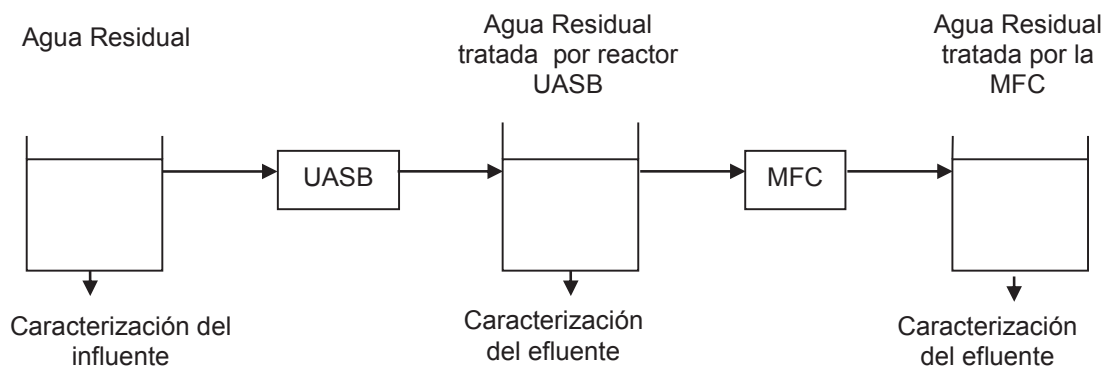 Agua Residual
Agua Residual
tratada por reactor
UASB
Agua Residual
tratada por la
MFC
UASB
MFC
Caracterización del
influente
Caracterización
del efluente
Caracterización
del efluente